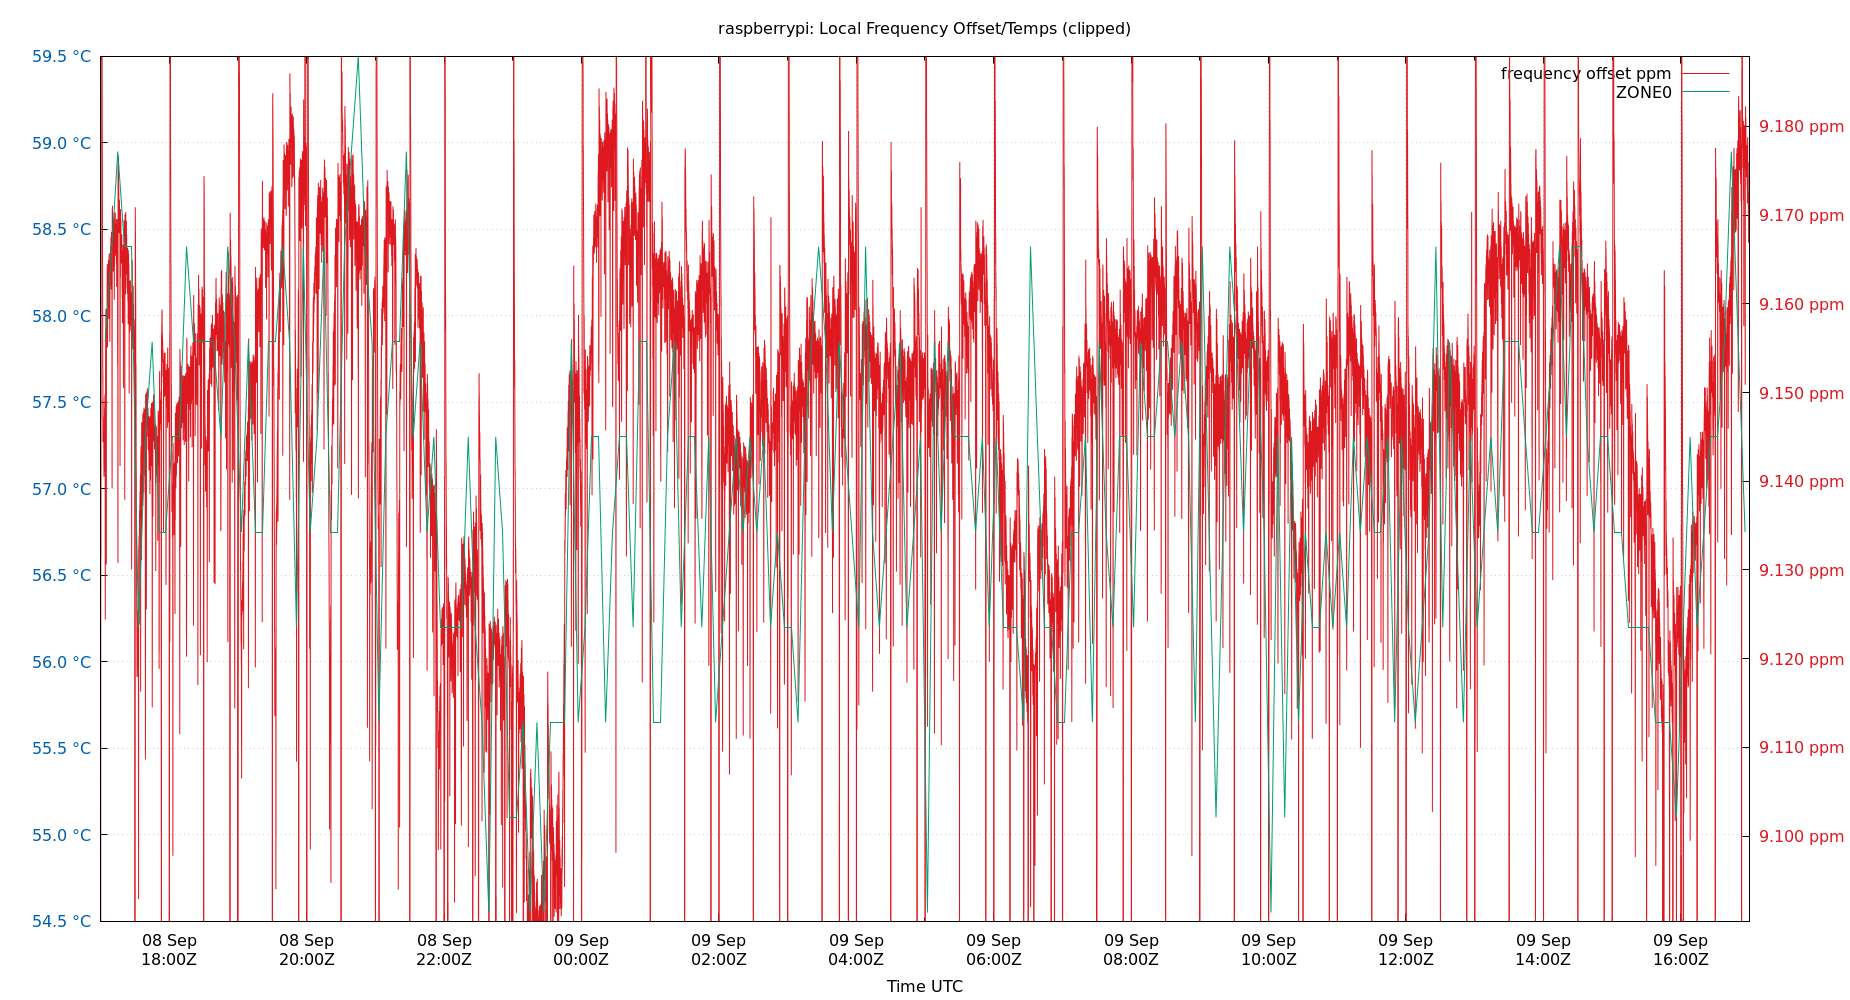 raspberrypi: Local Frequency Offset/Temps (clipped)
59.5 °C
59.0 °C
58.5 °C
58.0 °C
57.5 °C
57.0 °C
56.5 °C
56.0 °C
55.5 °C
55.0 °C
54.5 °C
frequency offset ppm
ZONE0
9.180 ppm
9.170 ppm
9.160 ppm
9.150 ppm
9.140 ppm
9.130 ppm
9.120 ppm
9.110 ppm
9.100 ppm
08 Sep 08 Sep 08 Sep 09 Sep 09 Sep 09 Sep 09 Sep 09 Sep 09 Sep 09 Sep 09 Sep 09 Sep
18:00Z 20:00Z 22:00Z 00:00Z 02:00Z 04:00Z 06:00Z 08:00Z 10:00Z 12:00Z 14:00Z 16:00Z
Time UTC